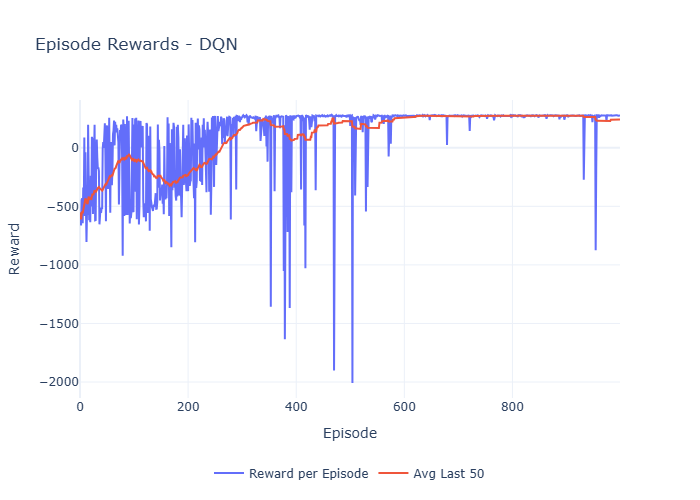 Episode Rewards - DQN
0
−500
−1000
−1500
−2000
Reward
0 200 400 600 800
Episode
Reward per Episode Avg Last 50